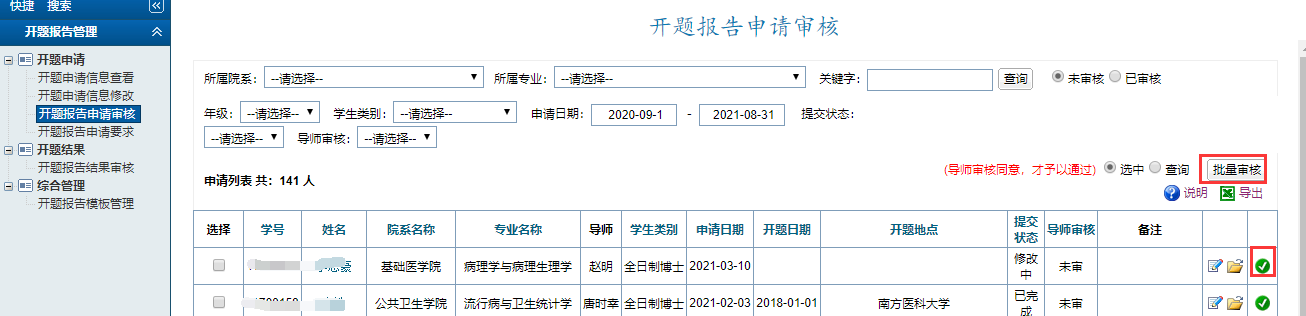 快捷 搜索
开题报告管理
开题申请
开题申请信息查看
开题申请信息修改
开题报告申请审核
开题报告申请要求
开题结果
开题报告结果审核
综合管理
开题报告模板管理
开题报告申请审核
所属院系: --请选择-- 所属专业: --请选择-- 关键字: 查询 未审核 已审核
年级: --请选择-- 学生类别: --请选择-- 申请日期: 2020-09-1 - 2021-08-31 提交状态:
--请选择-- 导师审核: --请选择--
(导师审核同意，才予以通过) 选中 查询 批量审核
申请列表 共: 141 人
说明 导出
选择 学号 姓名 院系名称 专业名称 导师 学生类别 申请日期 开题日期 开题地点 提交状态 导师审核 备注
基础医学院 病理学与病理生理学 赵明 全日制博士 2021-03-10 修改中 未审
公共卫生学院 流行病与卫生统计学 唐时幸 全日制博士 2021-02-03 2018-01-01 南方医科大学 已完成 未审